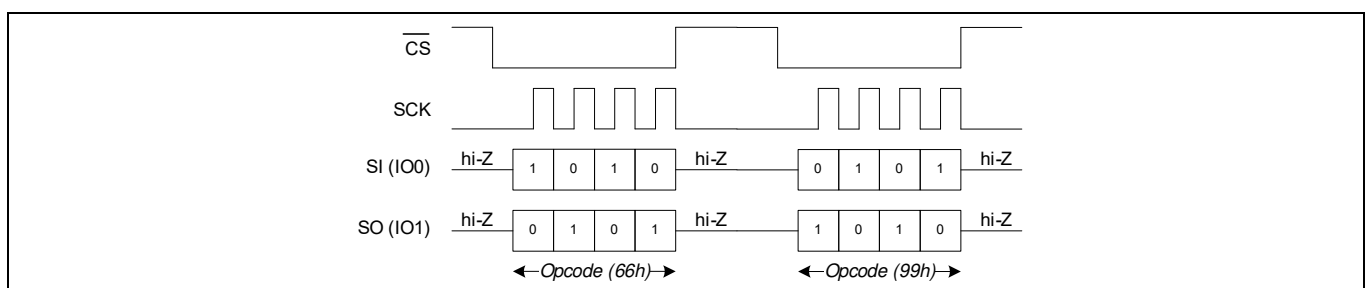 CS
SCK
SI (IO0) hi-Z 1 0 1 0 hi-Z 0 1 0 1 hi-Z
SO (IO1) hi-Z 0 1 0 1 hi-Z 1 0 1 0 hi-Z
Opcode (66h) Opcode (99h)